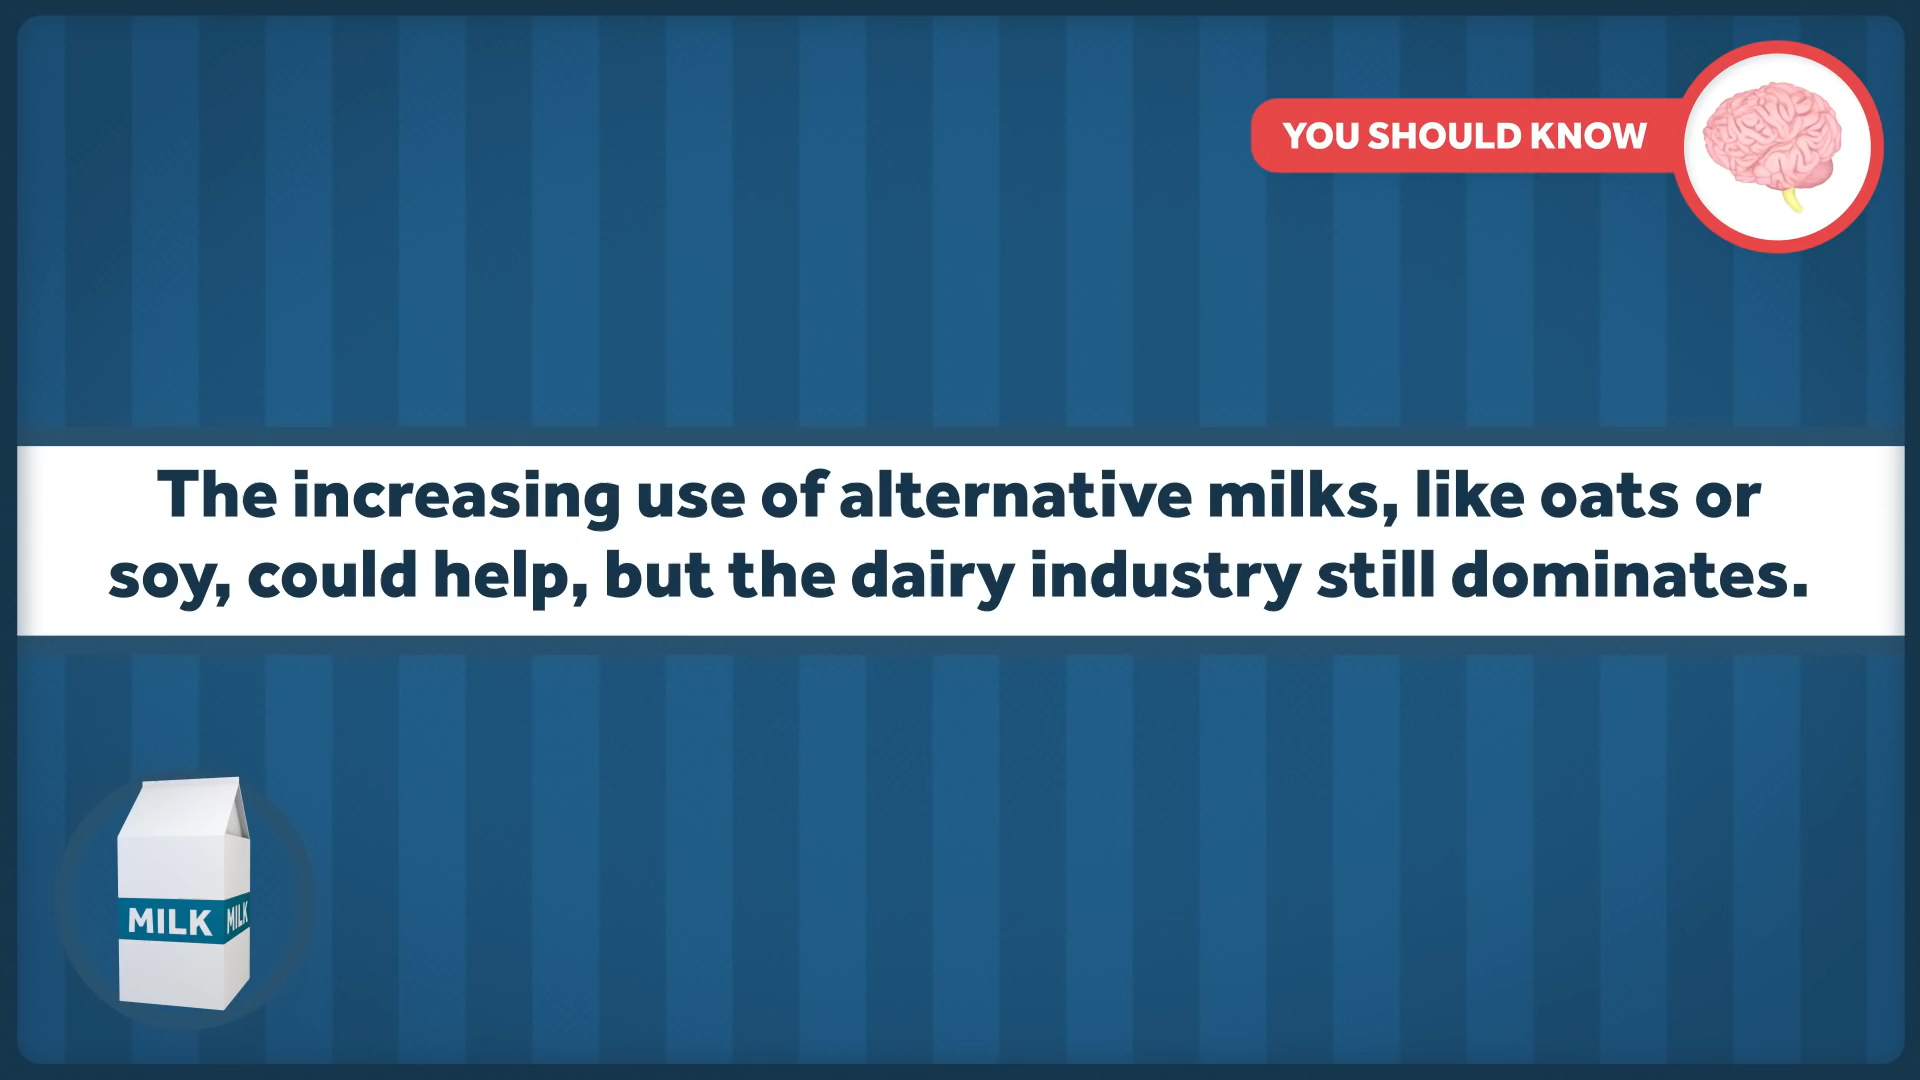 YOU SHOULD KNOW
The increasing use of alternative milks, like oats or
soy, could help, but the dairy industry still dominates.
MILK MILK